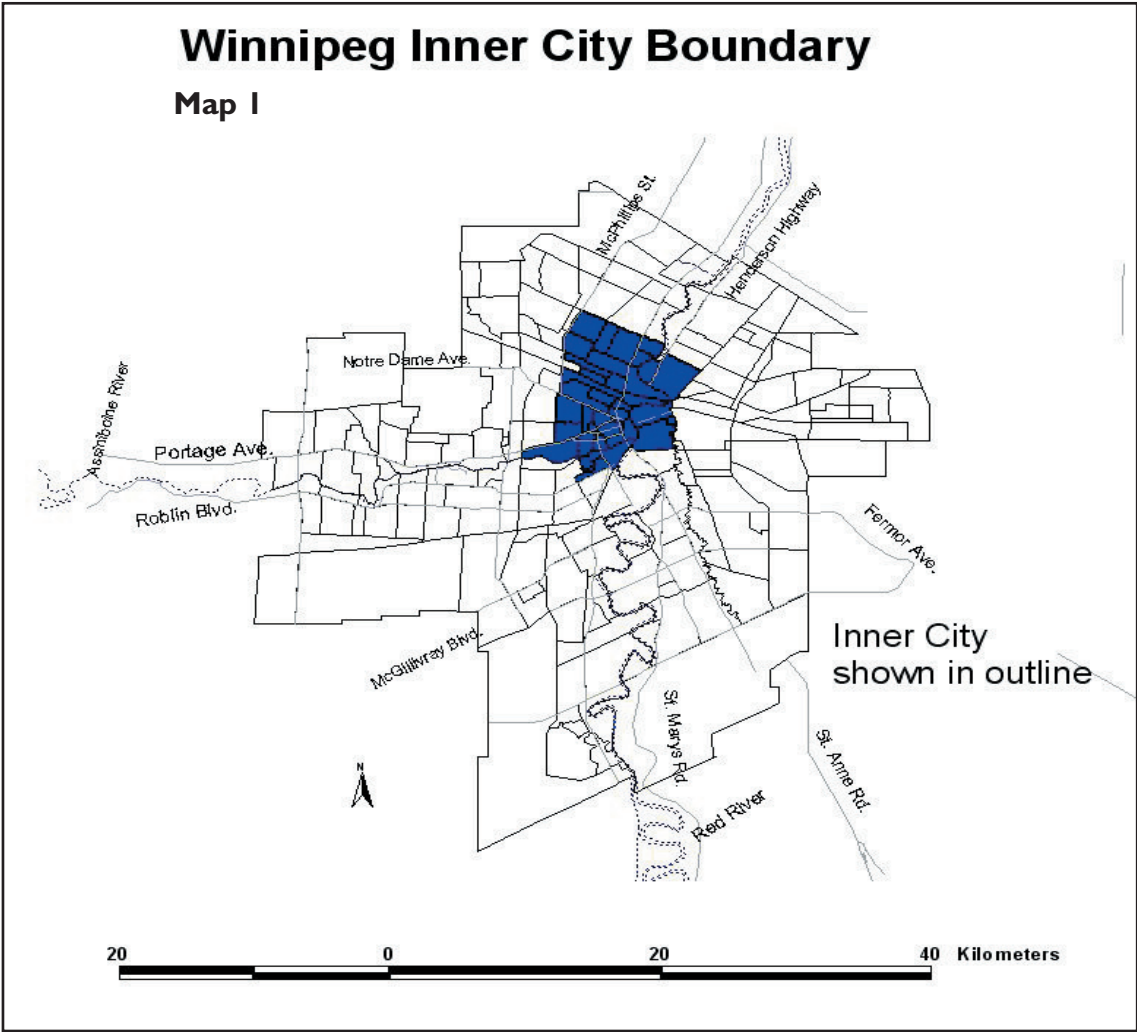 Winnipeg Inner City Boundary
Map 1
McPhillips St.
Henderson Highway
Notre Dame Ave.
Assiniboine River
Portage Ave.
Roblin Blvd.
Fermor Ave.
McGillivray Blvd.
Inner City
shown in outline
St. Marys Rd.
St. Anne Rd.
Red River
N
20 0 20 40 Kilometers